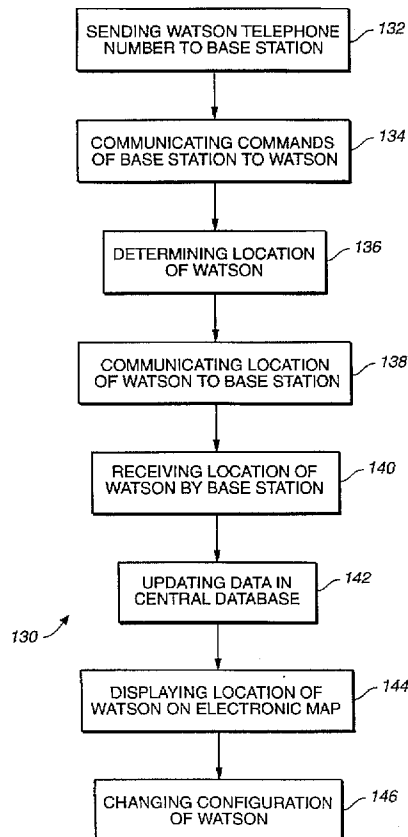 SENDING WATSON TELEPHONE
NUMBER TO BASE STATION
132
COMMUNICATING COMMANDS
OF BASE STATION TO WATSON
134
DETERMINING LOCATION
OF WATSON
136
COMMUNICATING LOCATION
OF WATSON TO BASE STATION
138
RECEIVING LOCATION OF
WATSON BY BASE STATION
140
UPDATING DATA IN
CENTRAL DATABASE
142
130
DISPLAYING LOCATION OF
WATSON ON ELECTRONIC MAP
144
CHANGING CONFIGURATION
OF WATSON
146